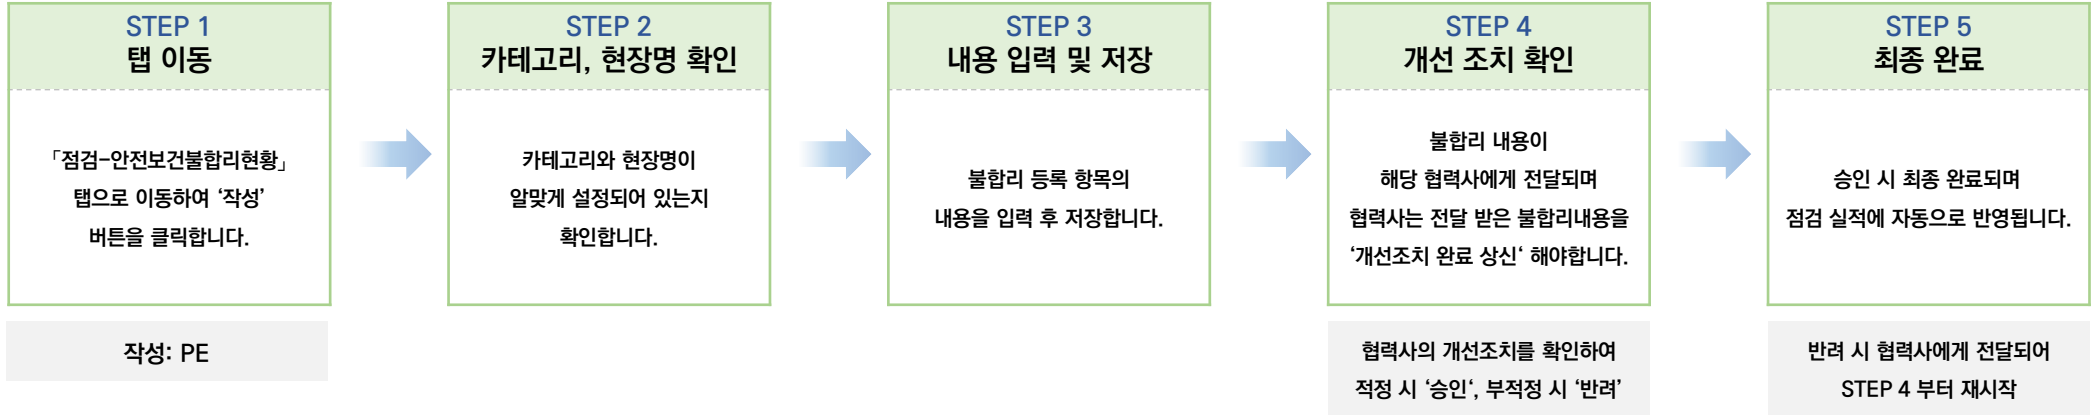 STEP 1
탭 이동
「점검-안전보건불합리현황」
탭으로 이동하여 ‘작성’
버튼을 클릭합니다.
작성: PE
STEP 2
카테고리, 현장명 확인
카테고리와 현장명이
알맞게 설정되어 있는지
확인합니다.
STEP 3
내용 입력 및 저장
불합리 등록 항목의
내용을 입력 후 저장합니다.
STEP 4
개선 조치 확인
불합리 내용이
해당 협력사에게 전달되며
협력사는 전달 받은 불합리내용을
‘개선조치 완료 상신‘ 해야합니다.
협력사의 개선조치를 확인하여
적정 시 ‘승인‘, 부적정 시 ‘반려’
STEP 5
최종 완료
승인 시 최종 완료되며
점검 실적에 자동으로 반영됩니다.
반려 시 협력사에게 전달되어
STEP 4 부터 재시작